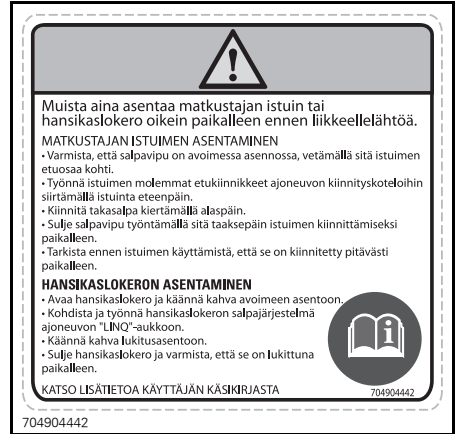 Muista aina asentaa matkustajan istuin tai
hansikaslokero oikein paikalleen ennen liikkeellelähtöä.
MATKUSTAJAN ISTUIMEN ASENTAMINEN
• Varmista, että salpavipu on avoimessa asennossa, vetämällä sitä istuimen
etuosaa kohti.
• Työnnä istuimen molemmat etukiinnikkeet ajoneuvon kiinnityskoteloihin
siirtämällä istuinta eteenpäin.
• Kiinnitä takasalpa kiertämällä alaspäin.
• Sulje salpavipu työntämällä sitä taaksepäin istuimen kiinnittämiseksi
paikalleen.
• Tarkista ennen istuimen käyttämistä, että se on kiinnitetty pitävästi
paikalleen.
HANSIKASLOKERON ASENTAMINEN
• Avaa hansikaslokero ja käännä kahva avoimeen asentoon.
• Kohdista ja työnnä hansikaslokeron salpajärjestelmä
ajoneuvon "LINQ"-aukkoon.
• Käännä kahva lukitusasentoon.
• Sulje hansikaslokero ja varmista, että se on lukittuna
paikalleen.
KATSO LISÄTIETOA KÄYTTÄJÄN KÄSIKIRJASTA
704904442
704904442